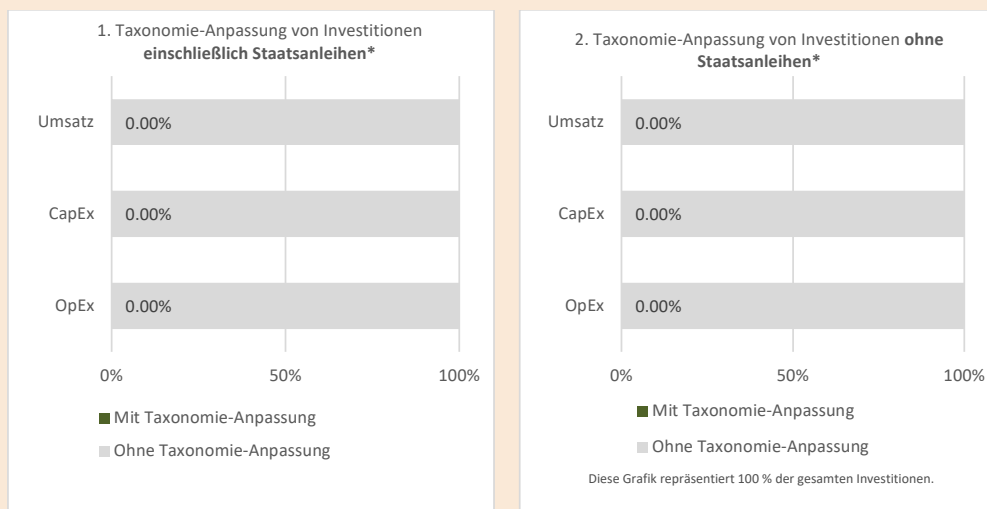 1. Taxonomie-Anpassung von Investitionen
einschließlich Staatsanleihen*
Umsatz
0.00%
CapEx
0.00%
OpEx
0.00%
0%
50%
100%
Mit Taxonomie-Anpassung
Ohne Taxonomie-Anpassung
2. Taxonomie-Anpassung von Investitionen ohne
Staatsanleihen*
Umsatz
0.00%
CapEx
0.00%
OpEx
0.00%
0%
50%
100%
Mit Taxonomie-Anpassung
Ohne Taxonomie-Anpassung
Diese Grafik repräsentiert 100 % der gesamten Investitionen.